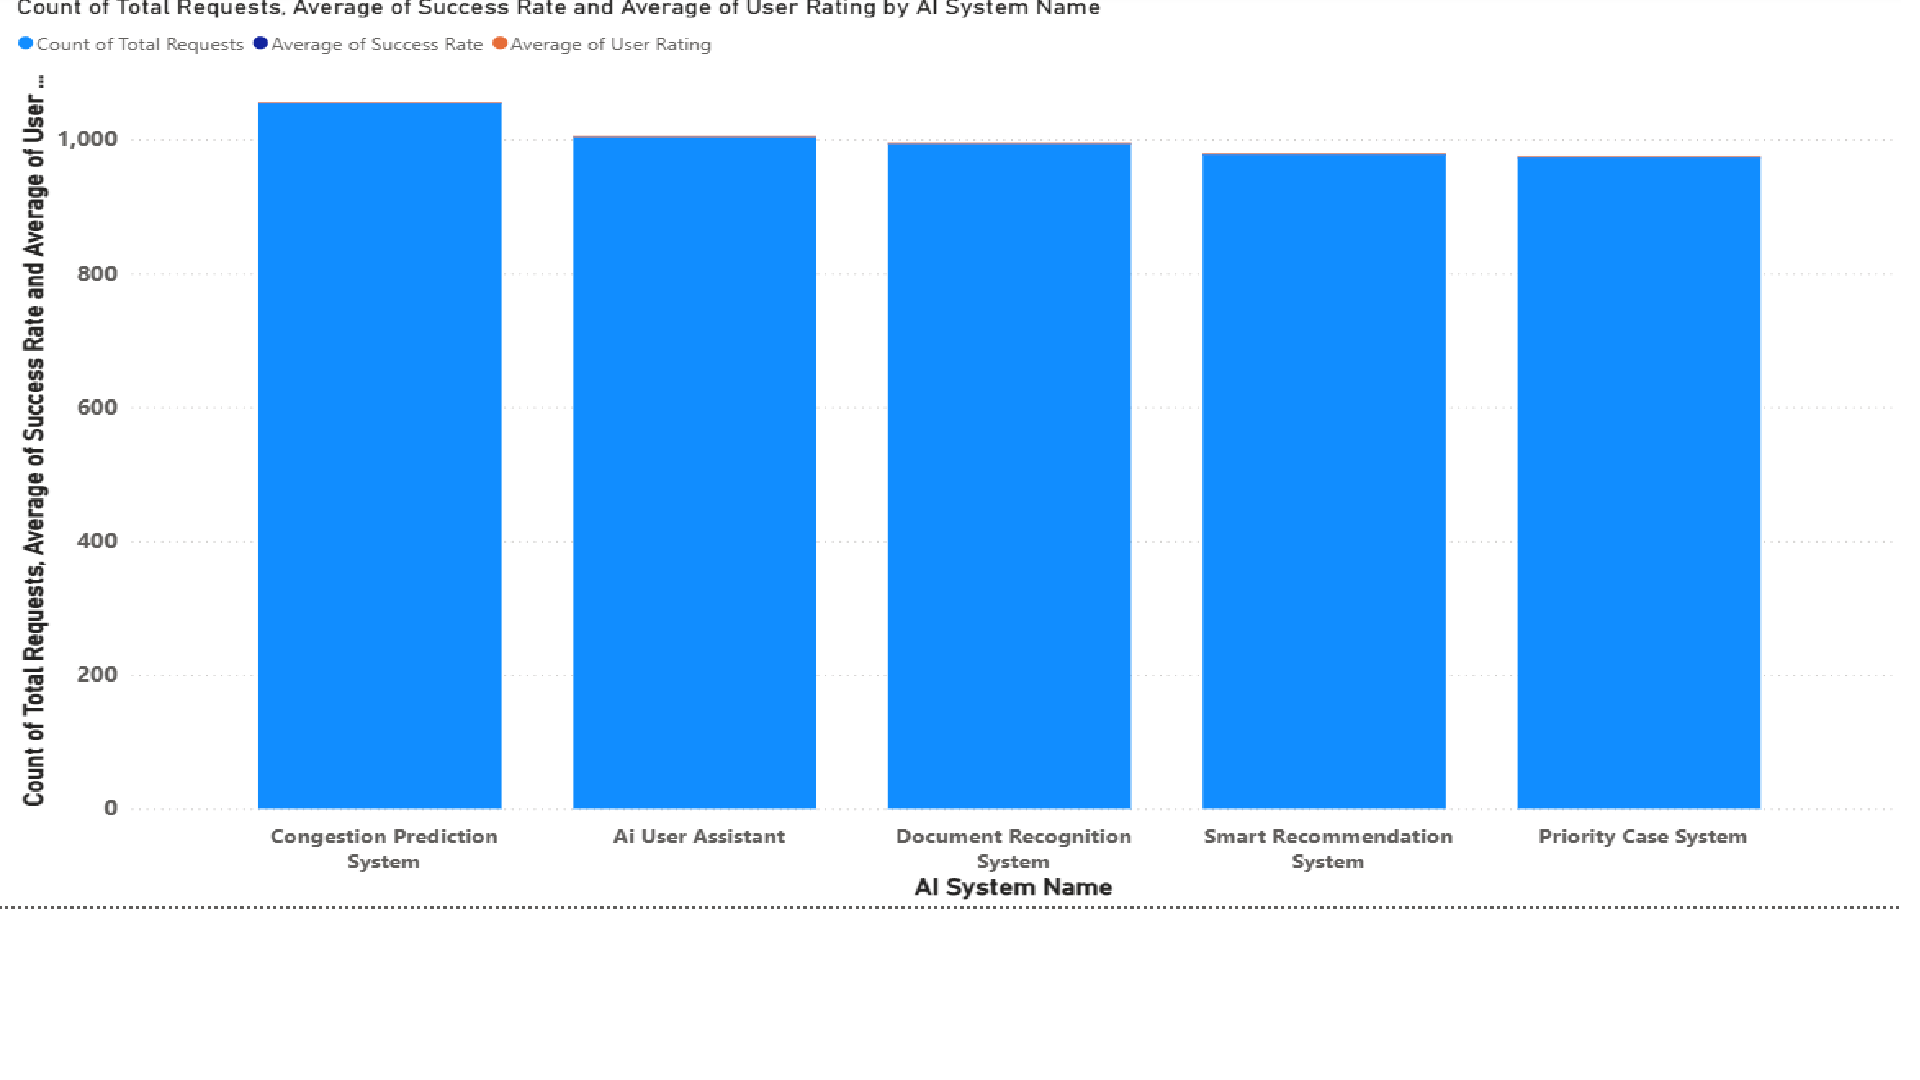 Count of Total Requests, Average of Success Rate and Average of User Rating by AI System Name
Count of Total Requests Average of Success Rate Average of User Rating
Count of Total Requests, Average of Success Rate and Average of User ...
1,000
800
600
400
200
0
Congestion Prediction System
Ai User Assistant
Document Recognition System
Smart Recommendation System
Priority Case System
AI System Name